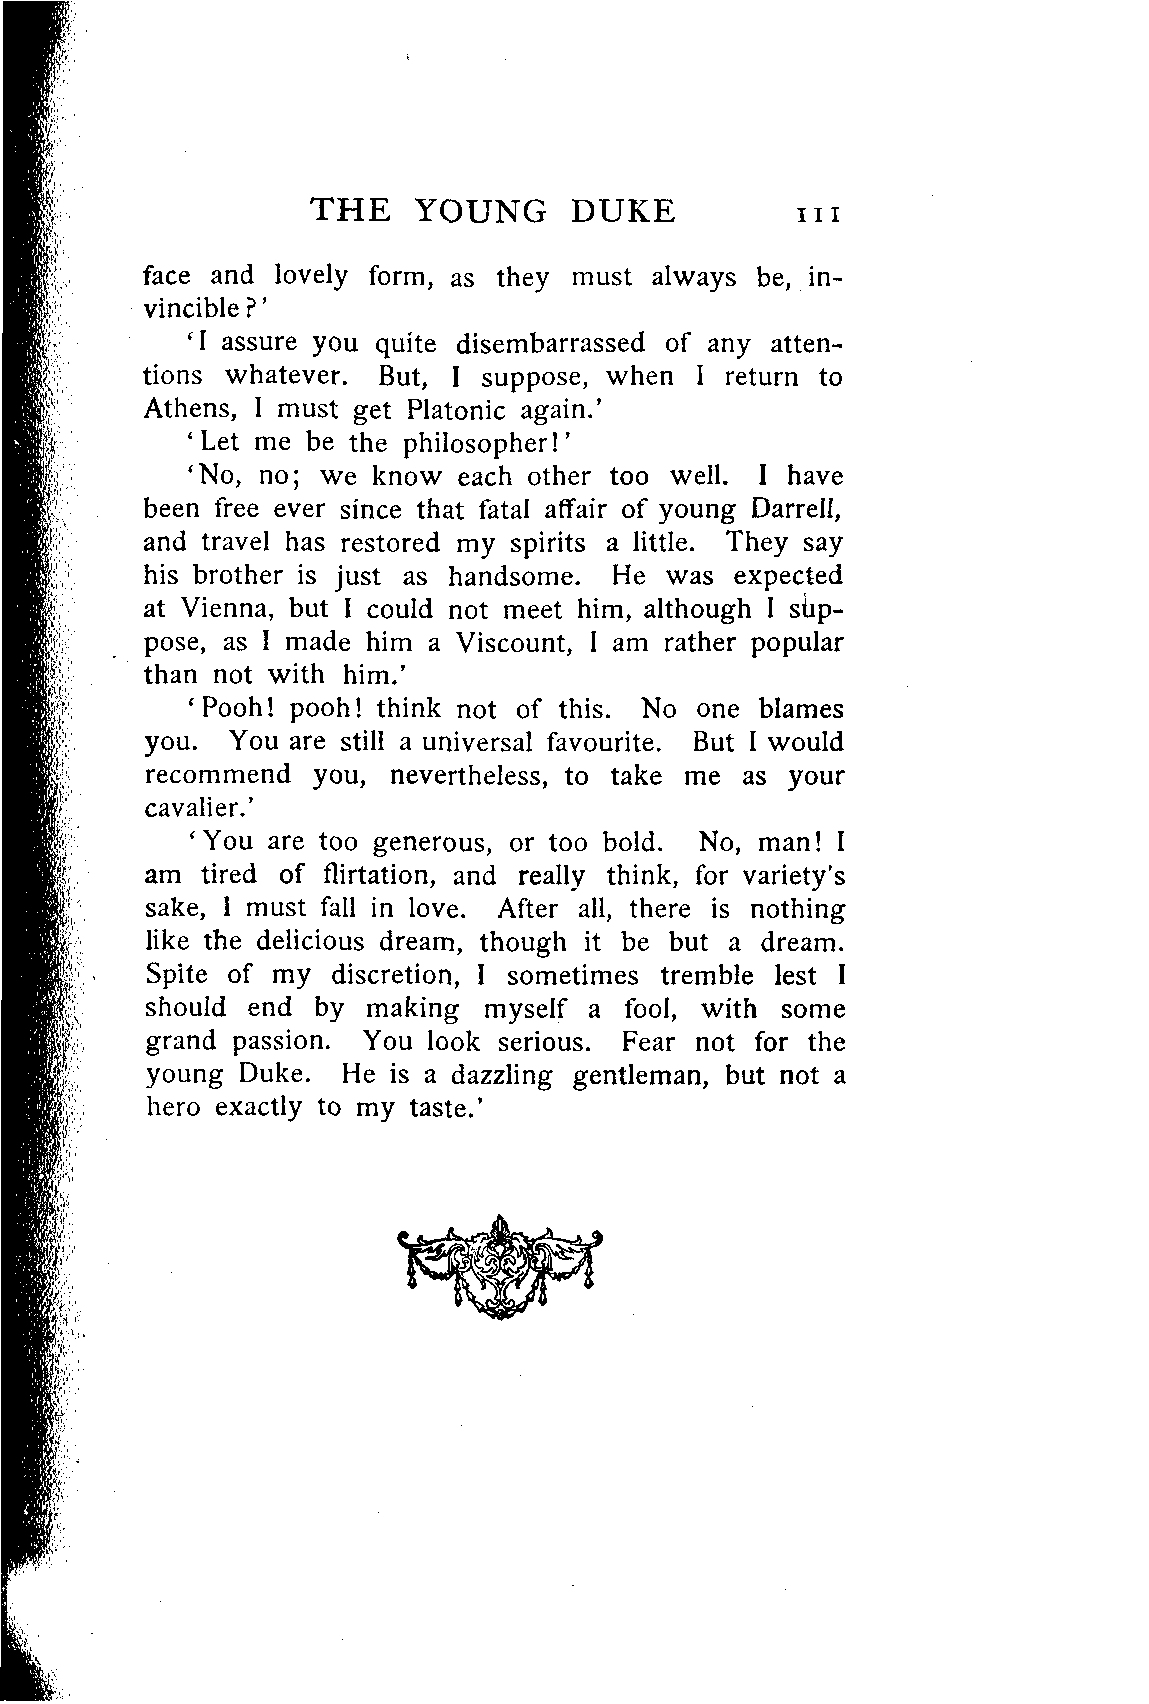 THE YOUNG DUKE 111
face and lovely form, as they must always be, in-
vincible?'
'I assure you quite disembarrassed of any atten-
tions whatever. But, I suppose, when I return to
Athens, I must get Platonic again.'
'Let me be the philosopher!'
'No, no; we know each other too well. I have
been free ever since that fatal affair of young Darrell,
and travel has restored my spirits a little. They say
his brother is just as handsome. He was expected
at Vienna, but I could not meet him, although I sup-
pose, as I made him a Viscount, I am rather popular
than not with him.'
'Pooh! pooh! think not of this. No one blames
you. You are still a universal favourite. But I would
recommend you, nevertheless, to take me as your
cavalier.'
'You are too generous, or too bold. No, man! I
am tired of flirtation, and really think, for variety's
sake, I must fall in love. After all, there is nothing
like the delicious dream, though it be but a dream.
Spite of my discretion, I sometimes tremble lest I
should end by making myself a fool, with some
grand passion. You look serious. Fear not for the
young Duke. He is a dazzling gentleman, but not a
hero exactly to my taste.'